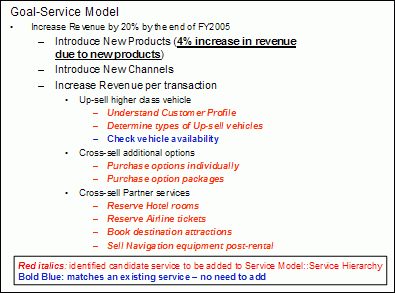 Goal-Service Model
• Increase Revenue by 20% by the end of FY2005
– Introduce New Products (4% increase in revenue
due to new products)
– Introduce New Channels
– Increase Revenue per transaction
• Up-sell higher class vehicle
– Understand Customer Profile
– Determine types of Up-sell vehicles
– Check vehicle availability
• Cross-sell additional options
– Purchase options individually
– Purchase option packages
• Cross-sell Partner services
– Reserve Hotel rooms
– Reserve Airline tickets
– Book destination attractions
– Sell Navigation equipment post-rental
Red italics: identified candidate service to be added to Service Model::Service Hierarchy
Bold Blue: matches an existing service – no need to add